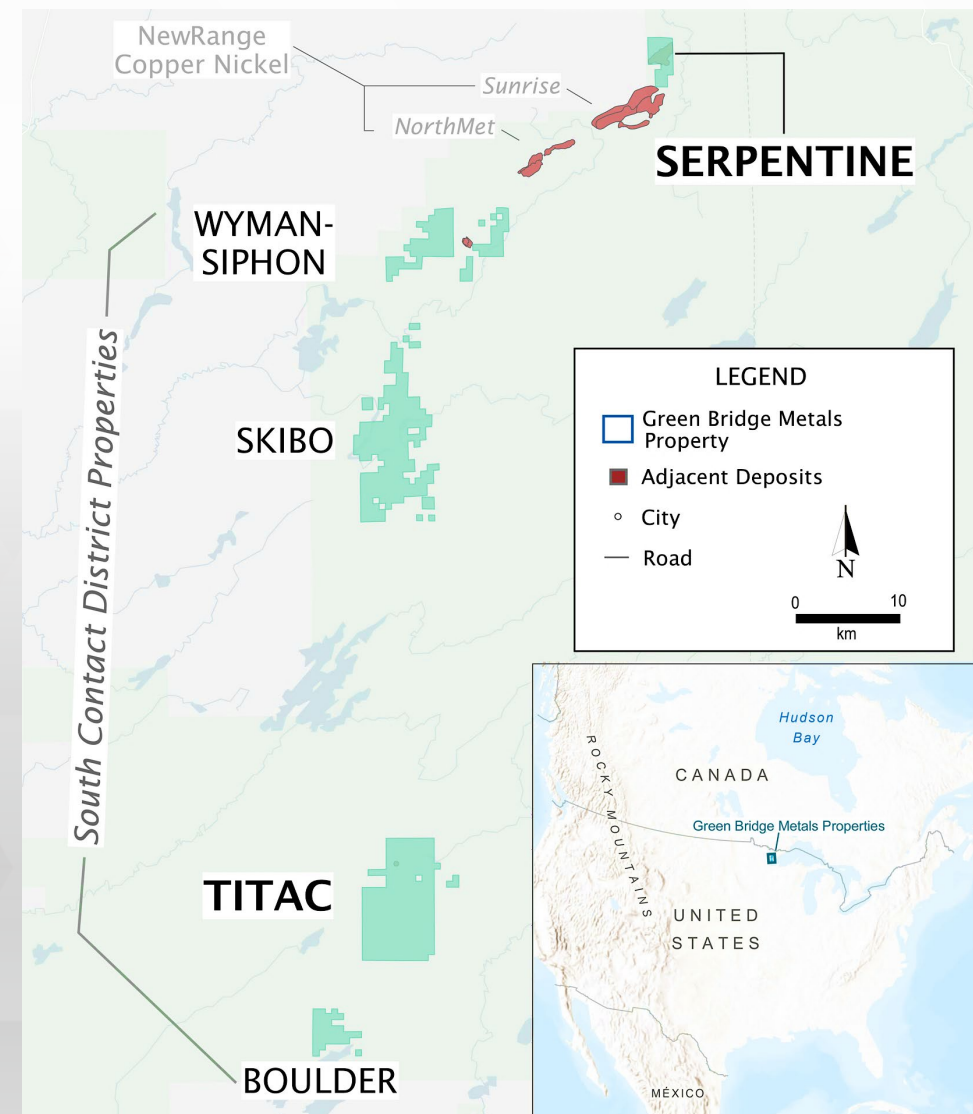 NewRange
Copper Nickel
Sunrise
NorthMet
SERPENTINE
WYMAN-
SIPHON
SKIBO
South Contact District Properties
TITAC
BOULDER
LEGEND
Green Bridge Metals
Property
Adjacent Deposits
City
Road
N
0 10
km
Hudson
Bay
CANADA
ROCKY MOUNTAINS
Green Bridge Metals Properties
UNITED
STATES
MÉXICO